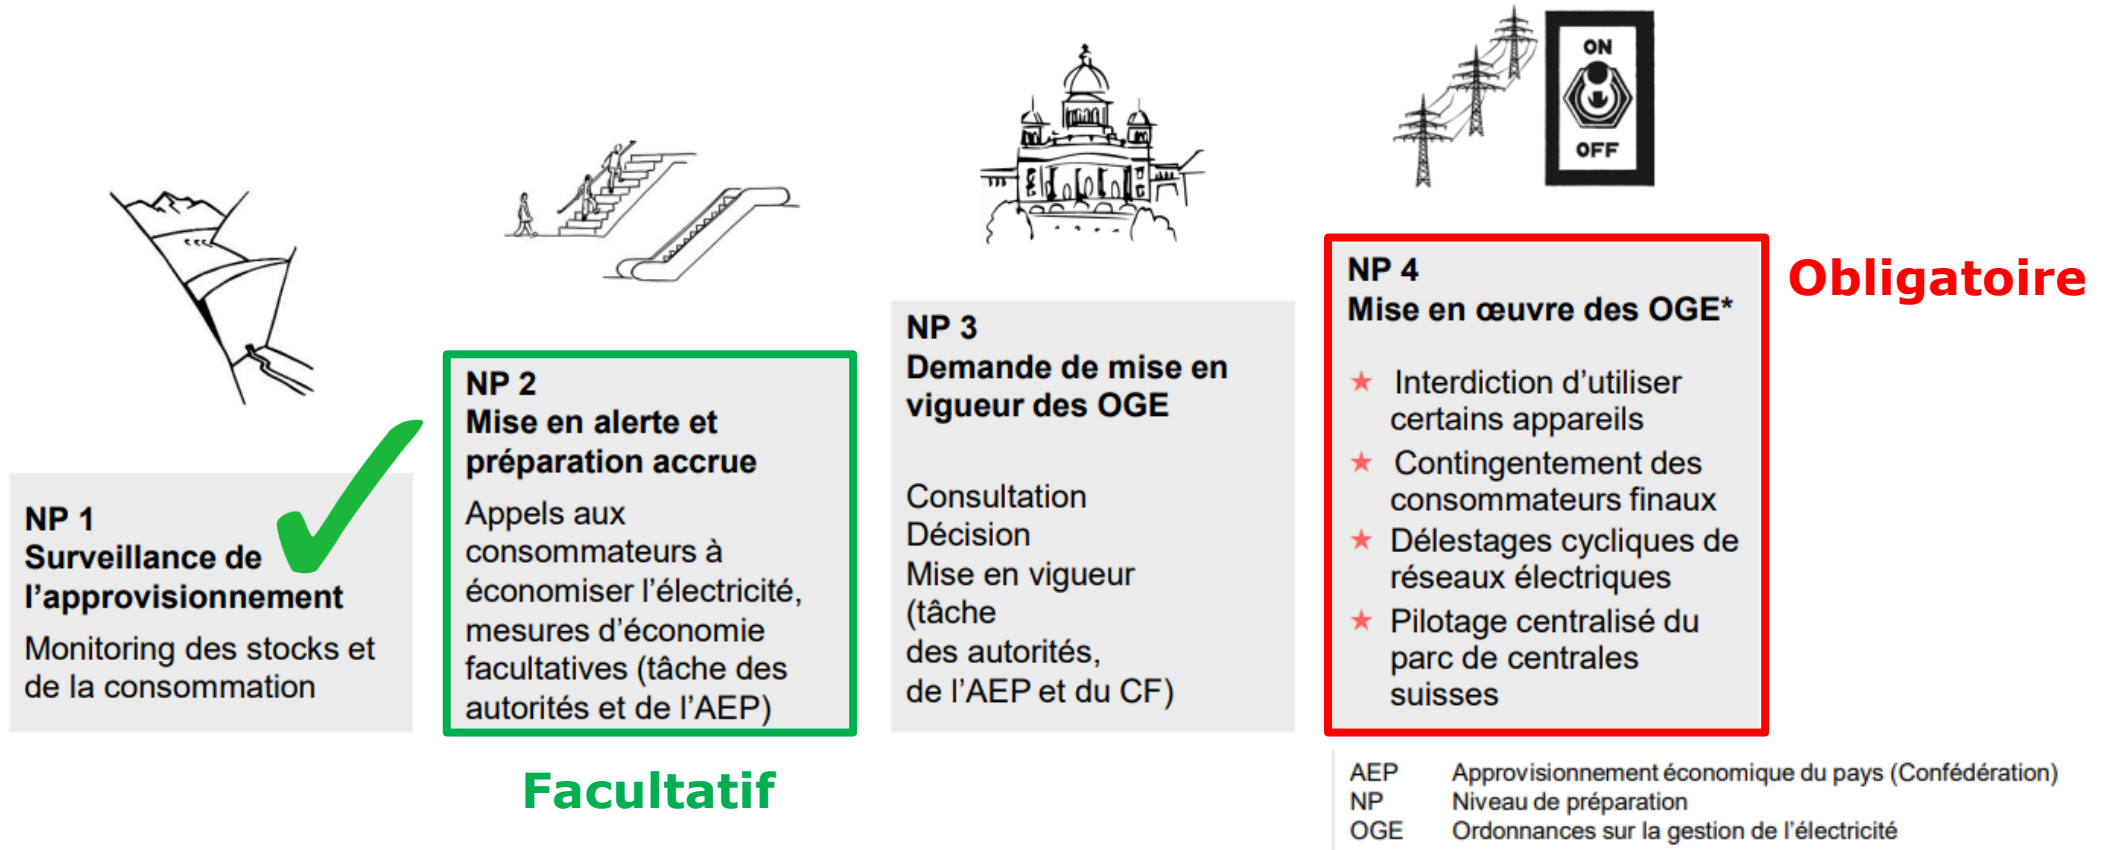 NP 1
Surveillance de
l’approvisionnement
Monitoring des stocks et
de la consommation
NP 2
Mise en alerte et
préparation accrue
Appels aux
consommateurs à
économiser l’électricité,
mesures d’économie
facultatives (tâche des
autorités et de l’AEP)
Facultatif
NP 3
Demande de mise en
vigueur des OGE
Consultation
Décision
Mise en vigueur
(tâche
des autorités,
de l’AEP et du CF)
ON
OFF
NP 4
Mise en œuvre des OGE*
Interdiction d’utiliser
certains appareils
Contingentement des
consommateurs finaux
Délestages cycliques de
réseaux électriques
Pilotage centralisé du
parc de centrales
suisses
Obligatoire
AEP Approvisionnement économique du pays (Confédération)
NP Niveau de préparation
OGE Ordonnances sur la gestion de l’électricité